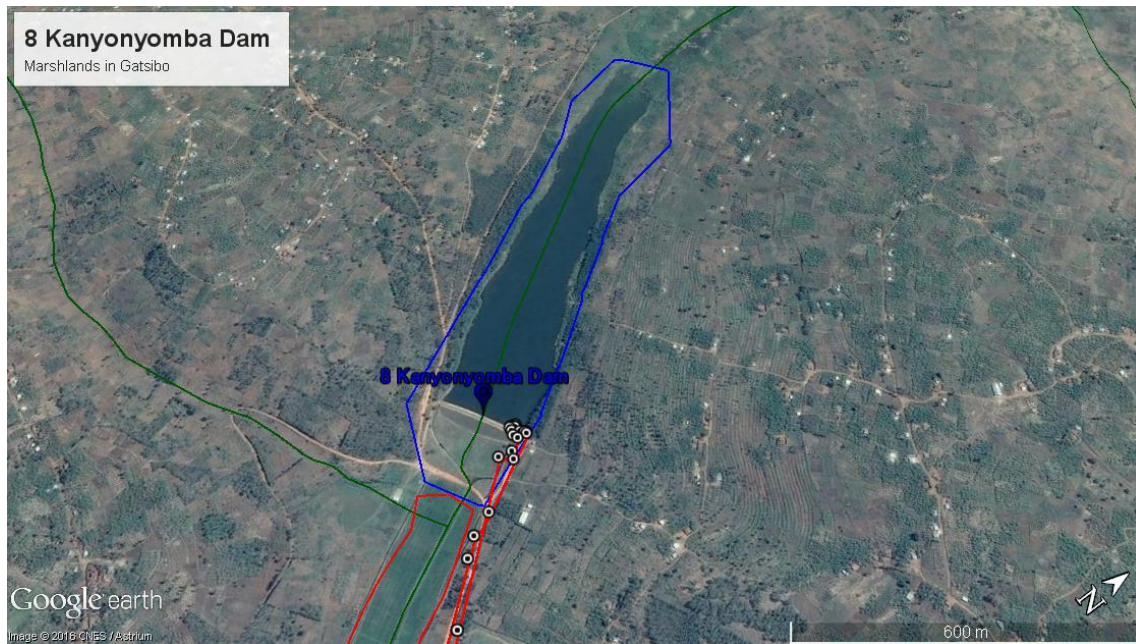 8 Kanyonyomba Dam
Marshlands in Gatsibo
8 Kanyonyomba Dam
Google earth
Image © 2016 CNES / Astrium
600 m
N